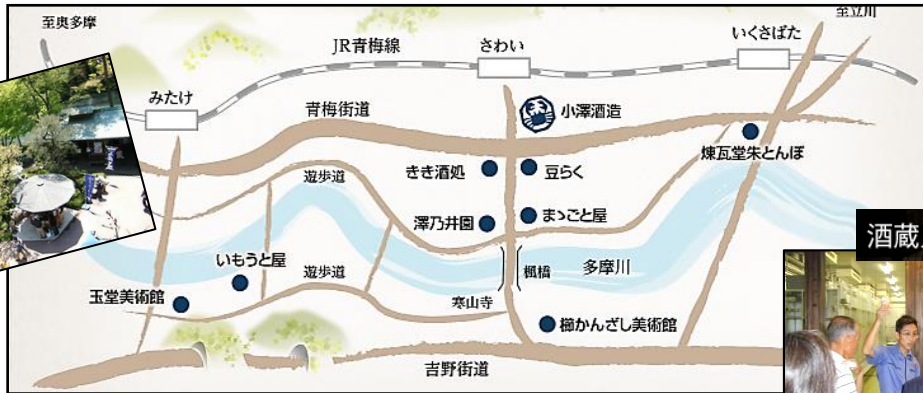 至奥多摩
至立川
JR青梅線
さわい
いくさばた
みたけ
青梅街道
小澤酒造
煉瓦堂朱とんぼ
きき酒処
豆らく
遊歩道
澤乃井園
まゝごと屋
酒蔵
いもうと屋
遊歩道
楓橋
多摩川
玉堂美術館
寒山寺
櫛かんざし美術館
吉野街道